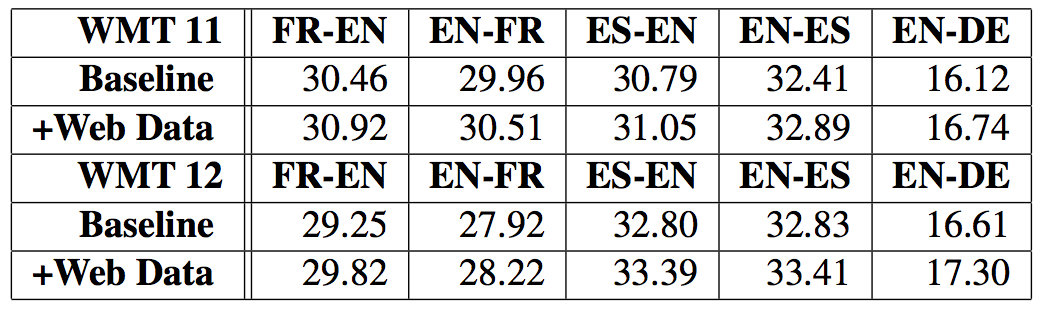 WMT 11 FR-EN EN-FR ES-EN EN-ES EN-DE
Baseline 30.46 29.96 30.79 32.41 16.12
+Web Data 30.92 30.51 31.05 32.89 16.74
WMT 12 FR-EN EN-FR ES-EN EN-ES EN-DE
Baseline 29.25 27.92 32.80 32.83 16.61
+Web Data 29.82 28.22 33.39 33.41 17.30